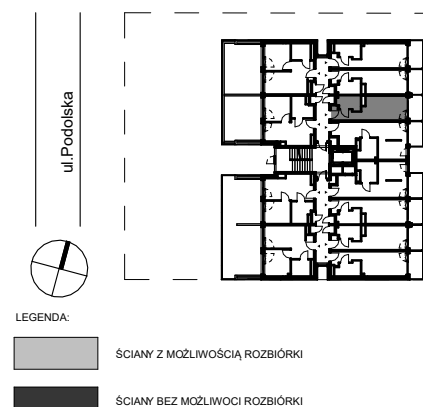 ul.Podolska
LEGENDA:
ŚCIANY Z MOŻLIWOŚCIĄ ROZBIÓRKI
ŚCIANY BEZ MOŻLIWOCI ROZBIÓRKI